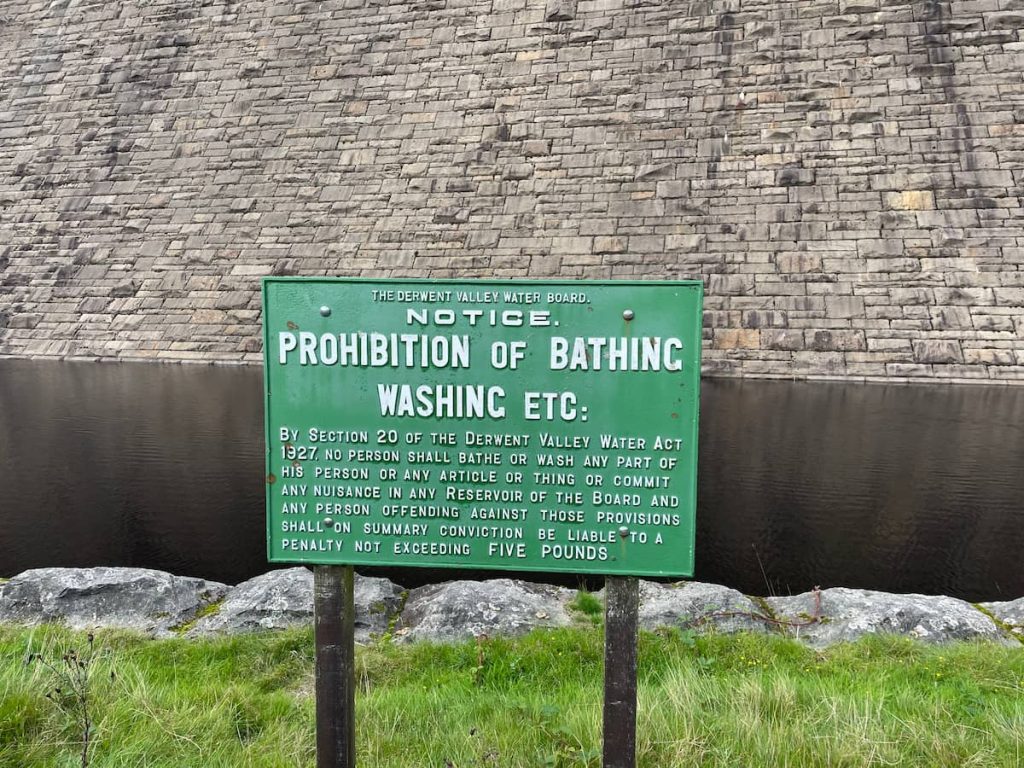 THE DERWENT VALLEY WATER BOARD.
NOTICE.
PROHIBITION OF BATHING
WASHING ETC:
BY SECTION 20 OF THE DERWENT VALLEY WATER ACT
1927, NO PERSON SHALL BATHE OR WASH ANY PART OF
HIS PERSON OR ANY ARTICLE OR THING OR COMMIT
ANY NUISANCE IN ANY RESERVOIR OF THE BOARD AND
ANY PERSON OFFENDING AGAINST THOSE PROVISIONS
SHALL ON SUMMARY CONVICTION BE LIABLE TO A
PENALTY NOT EXCEEDING FIVE POUNDS.